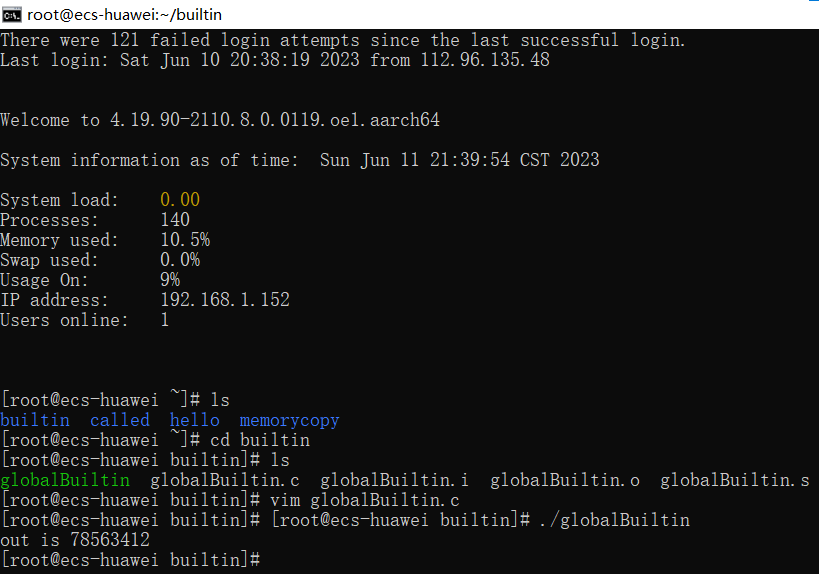 root@ecs-huawei:~/builtin
There were 121 failed login attempts since the last successful login.
Last login: Sat Jun 10 20:38:19 2023 from 112.96.135.48
Welcome to 4.19.90-2110.8.0.0119.oe1.aarch64
System information as of time:  Sun Jun 11 21:39:54 CST 2023
System load:    0.00
Processes:      140
Memory used:    10.5%
Swap used:      0.0%
Usage On:       9%
IP address:     192.168.1.152
Users online:   1
[root@ecs-huawei ~]# ls
builtin  called  hello  memorycopy
[root@ecs-huawei ~]# cd builtin
[root@ecs-huawei builtin]# ls
globalBuiltin  globalBuiltin.c  globalBuiltin.i  globalBuiltin.o  globalBuiltin.s
[root@ecs-huawei builtin]# vim globalBuiltin.c
[root@ecs-huawei builtin]# [root@ecs-huawei builtin]# ./globalBuiltin
out is 78563412
[root@ecs-huawei builtin]#